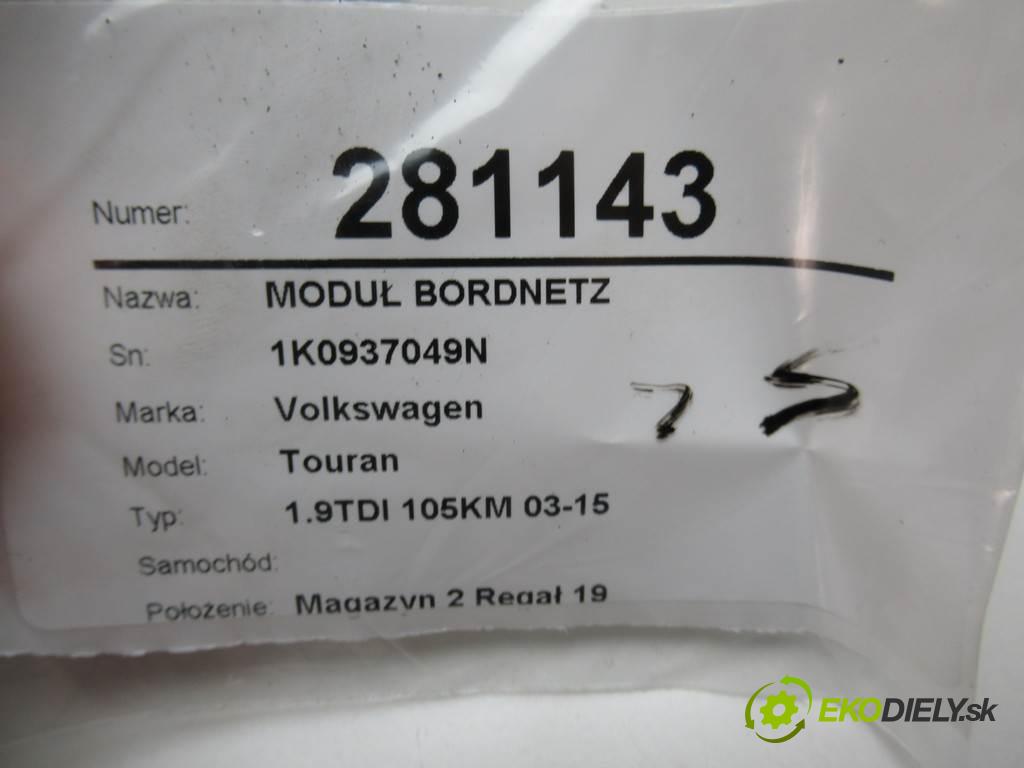 Numer: 281143
Nazwa: MODUŁ BORDNETZ
Sn: 1K0937049N
Marka: Volkswagen
Model: Touran
Typ: 1.9TDI 105KM 03-15
Samochód:
Położenie: Magazyn 2 Regał 19
EKODIELY.sk